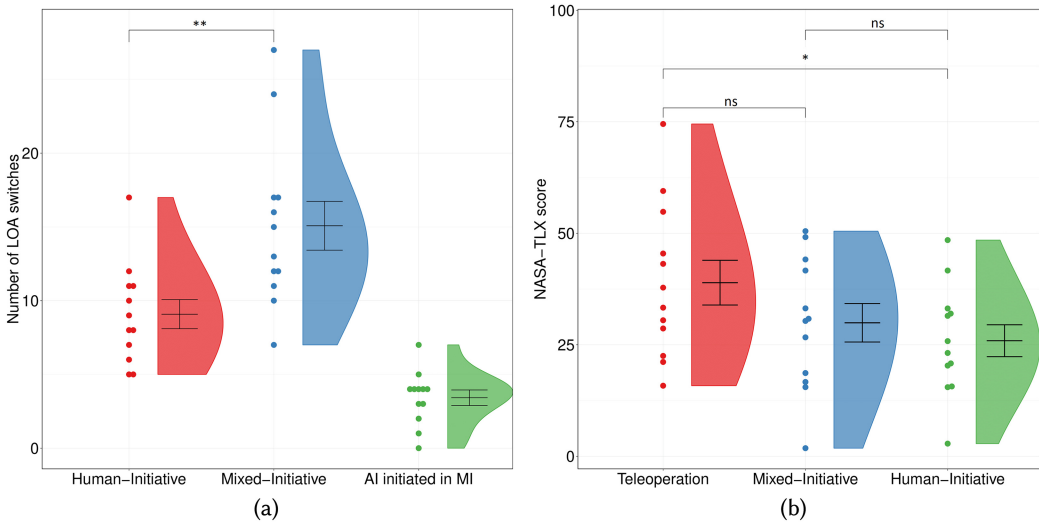 **
20
10
0
Number of LOA switches
Human−Initiative
Mixed−Initiative
AI initiated in MI
(a)
ns
*
ns
100
75
50
25
0
NASA−TLX score
Teleoperation
Mixed−Initiative
Human−Initiative
(b)